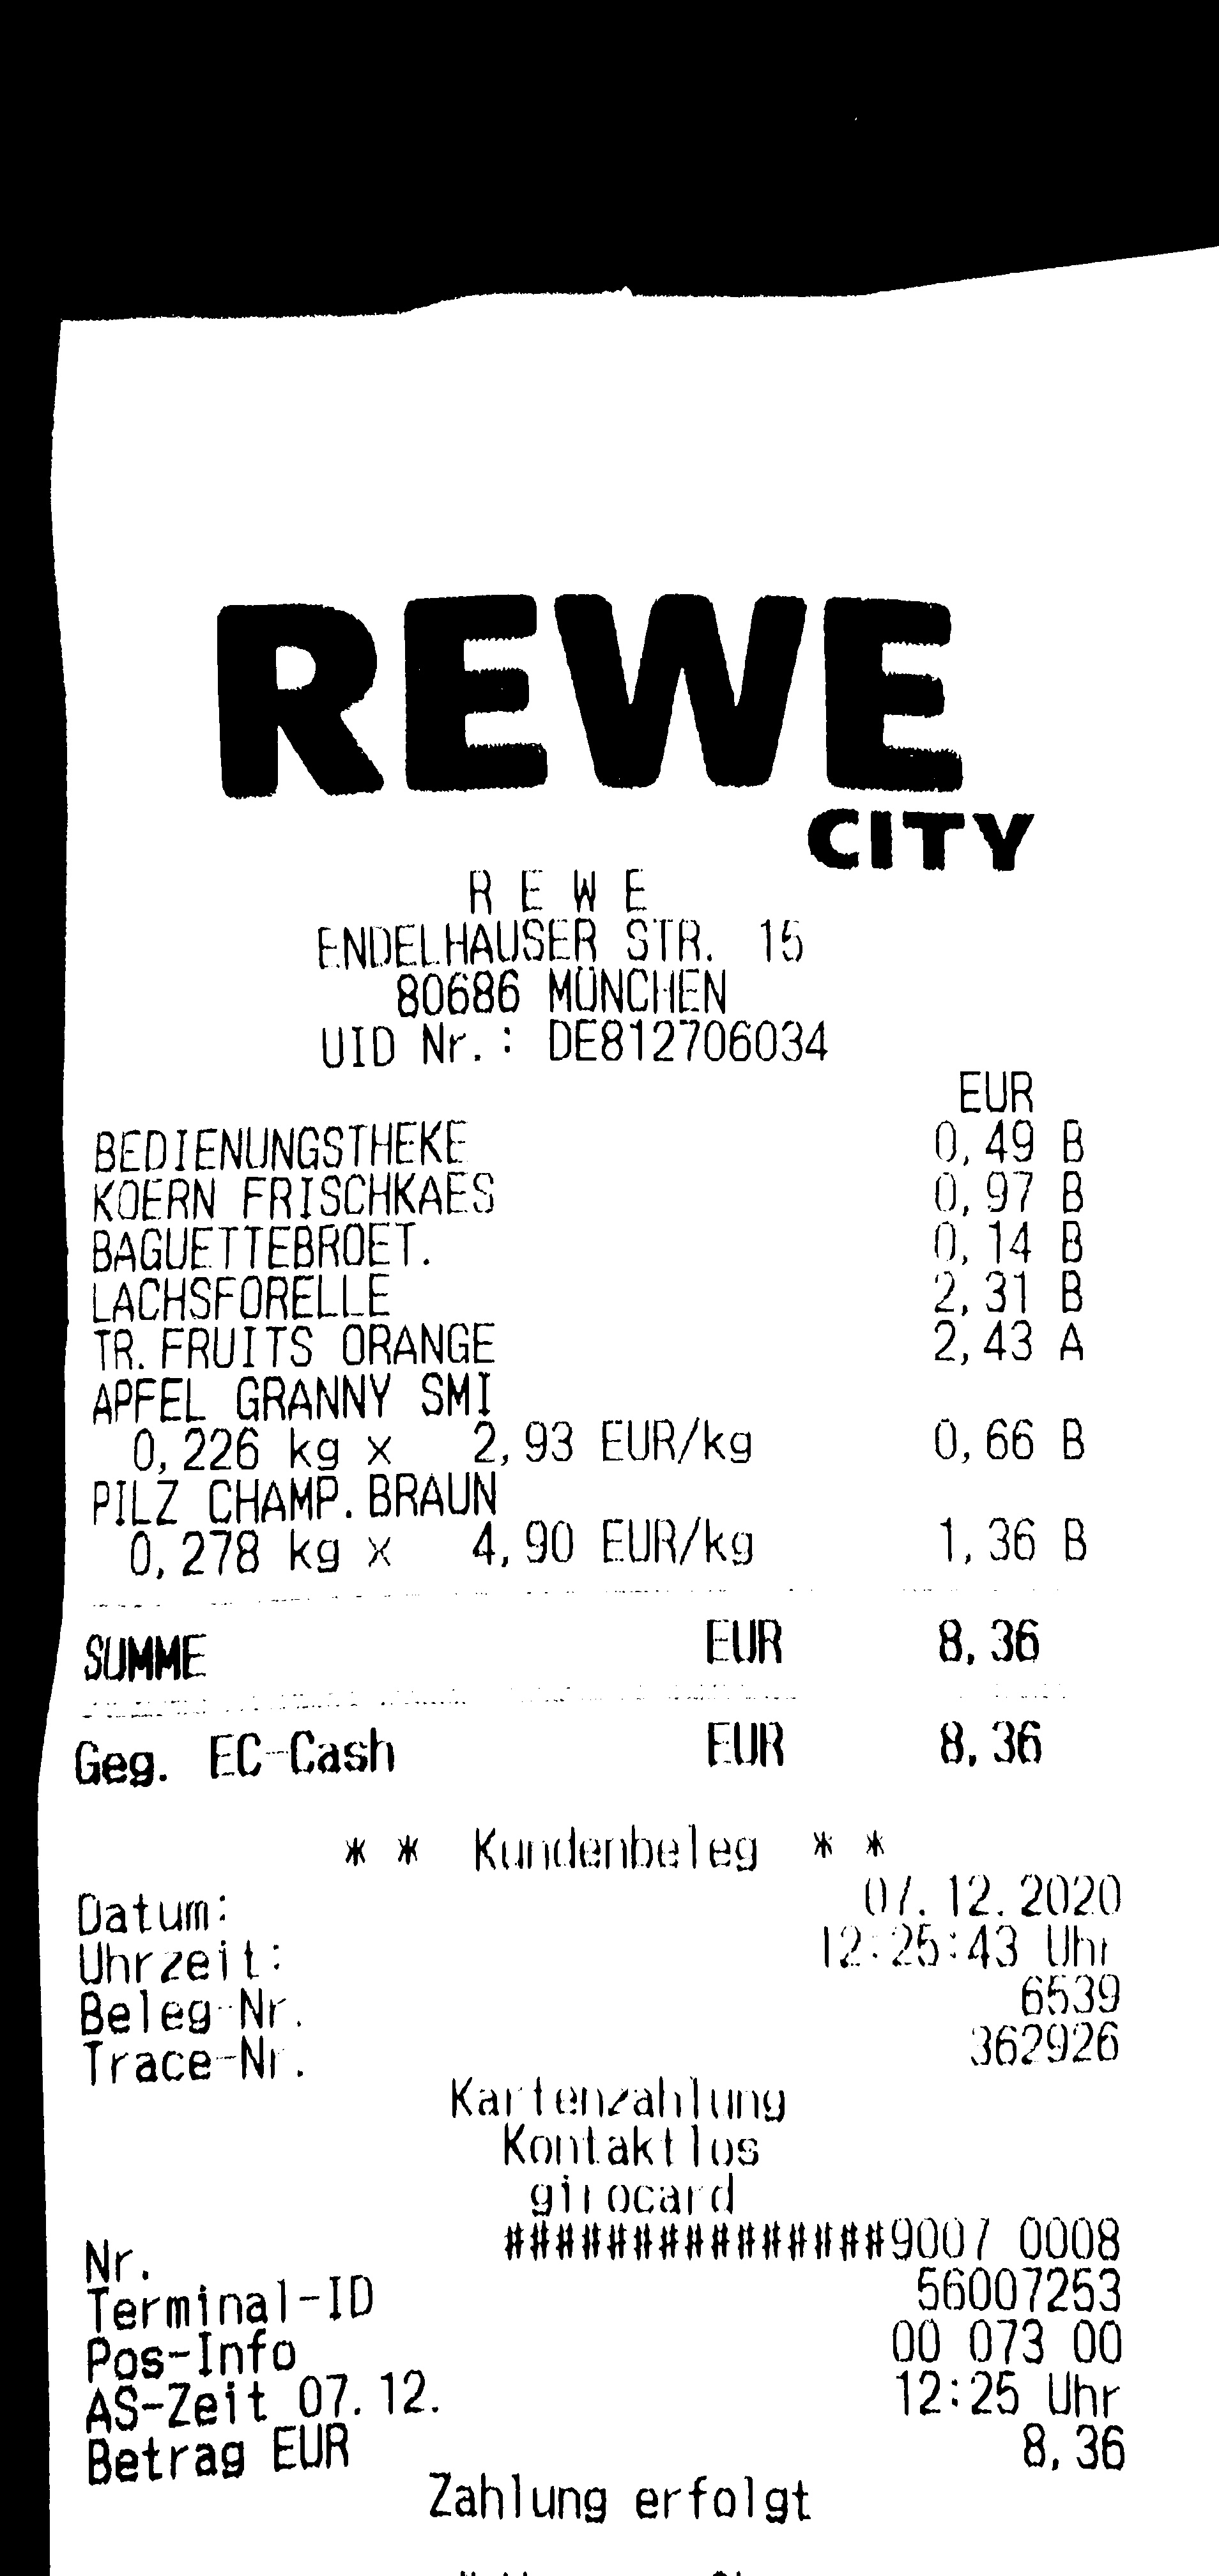 REWE
CITY
R E W E
ENDELHAUSER STR. 15
80686 MÜNCHEN
UID Nr.: DE812706034
EUR
BEDIENUNGSTHEKE 0,49 B
KOERN FRISCHKAES 0,97 B
BAGUETTEBROET. 0,14 B
LACHSFORELLE 2,31 B
TR.FRUITS ORANGE 2,43 A
APFEL GRANNY SMI
0,226 kg x 2,93 EUR/kg 0,66 B
PILZ CHAMP.BRAUN
0,278 kg x 4,90 EUR/kg 1,36 B
SUMME EUR 8,36
Geg. EC-Cash EUR 8,36
* * Kundenbeleg * *
Datum: 07.12.2020
Uhrzeit: 12:25:43 Uhr
Beleg-Nr. 6539
Trace-Nr. 362926
Kartenzahlung
Kontaktlos
girocard
Nr. ###############9007 0008
Terminal-ID 56007253
Pos-Info 00 073 00
AS-Zeit 07.12. 12:25 Uhr
Betrag EUR 8,36
Zahlung erfolgt